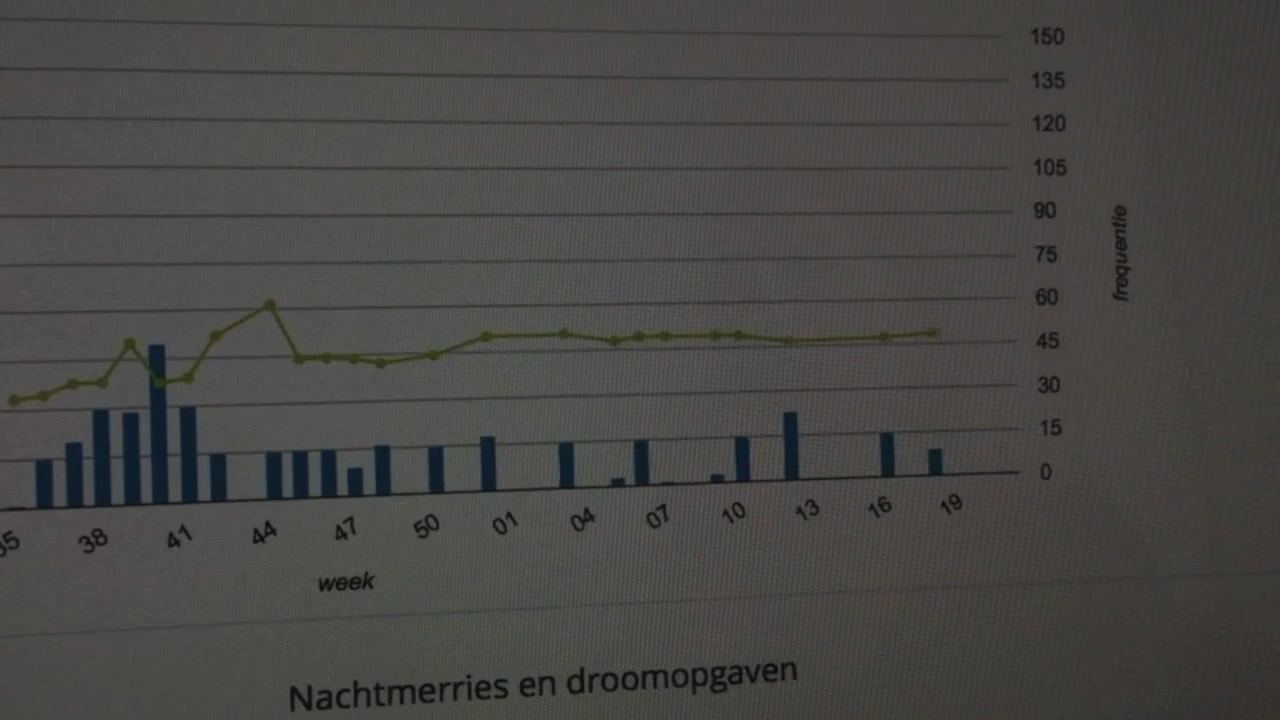 150
135
120
105
90
75
60
45
30
15
0
frequentie
38 41 44 47 50 01 04 07 10 13 16 19
week
Nachtmerries en droomopgaven